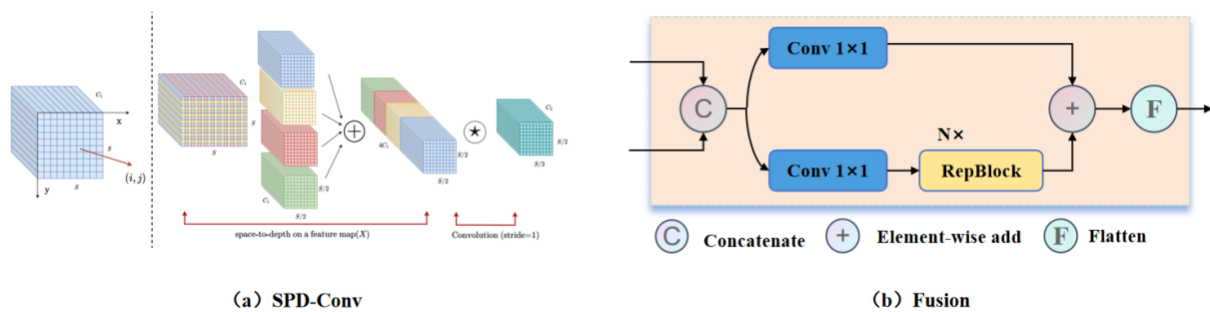 C₁
x
S
(i, j)
y
S
C₁
S
S
C₁
S/2
S/2
4C₁
S/2
S/2
C₂
S/2
S/2
space-to-depth on a feature map(X)
Convolution (stride=1)
(a) SPD-Conv
Conv 1×1
C
+
F
N×
Conv 1×1
RepBlock
C Concatenate
+ Element-wise add
F Flatten
(b) Fusion